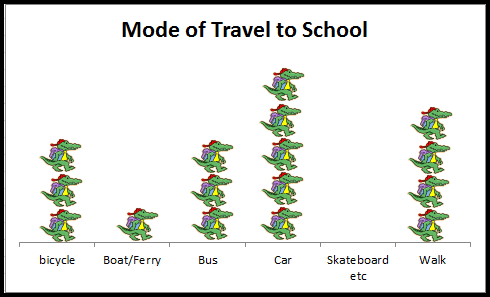 Mode of Travel to School
bicycle Boat/Ferry Bus Car Skateboard etc Walk